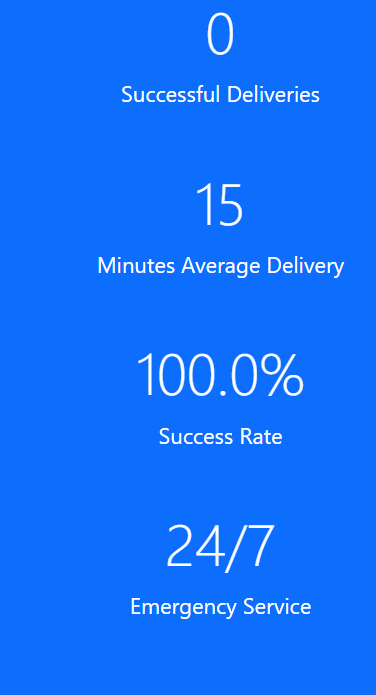 0
Successful Deliveries
15
Minutes Average Delivery
100.0%
Success Rate
24/7
Emergency Service